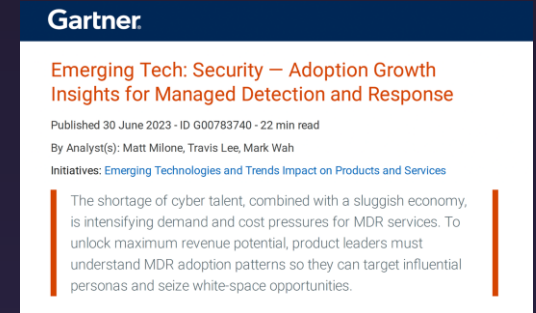 Gartner.
Emerging Tech: Security — Adoption Growth
Insights for Managed Detection and Response
Published 30 June 2023 - ID G00783740 - 22 min read
By Analyst(s): Matt Milone, Travis Lee, Mark Wah
Initiatives: Emerging Technologies and Trends Impact on Products and Services
The shortage of cyber talent, combined with a sluggish economy,
is intensifying demand and cost pressures for MDR services. To
unlock maximum revenue potential, product leaders must
understand MDR adoption patterns so they can target influential
personas and seize white-space opportunities.